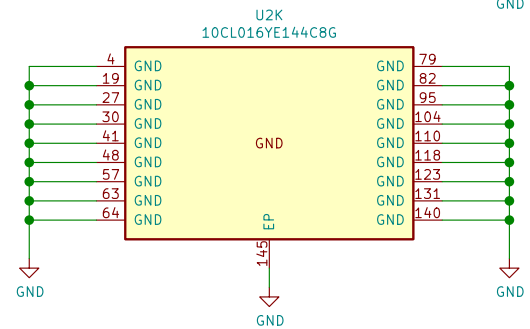 GND
U2K
10CL016YE144C8G
4 GND GND 79
19 GND GND 82
27 GND GND 95
30 GND GND 104
41 GND GND GND 110
48 GND GND 118
57 GND GND 123
63 GND GND 131
64 GND GND 140
EP
145
GND GND
GND